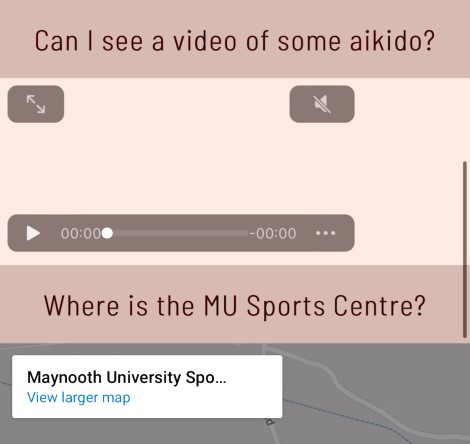 Can I see a video of some aikido?
00:00 -00:00
Where is the MU Sports Centre?
Maynooth University Spo...
View larger map